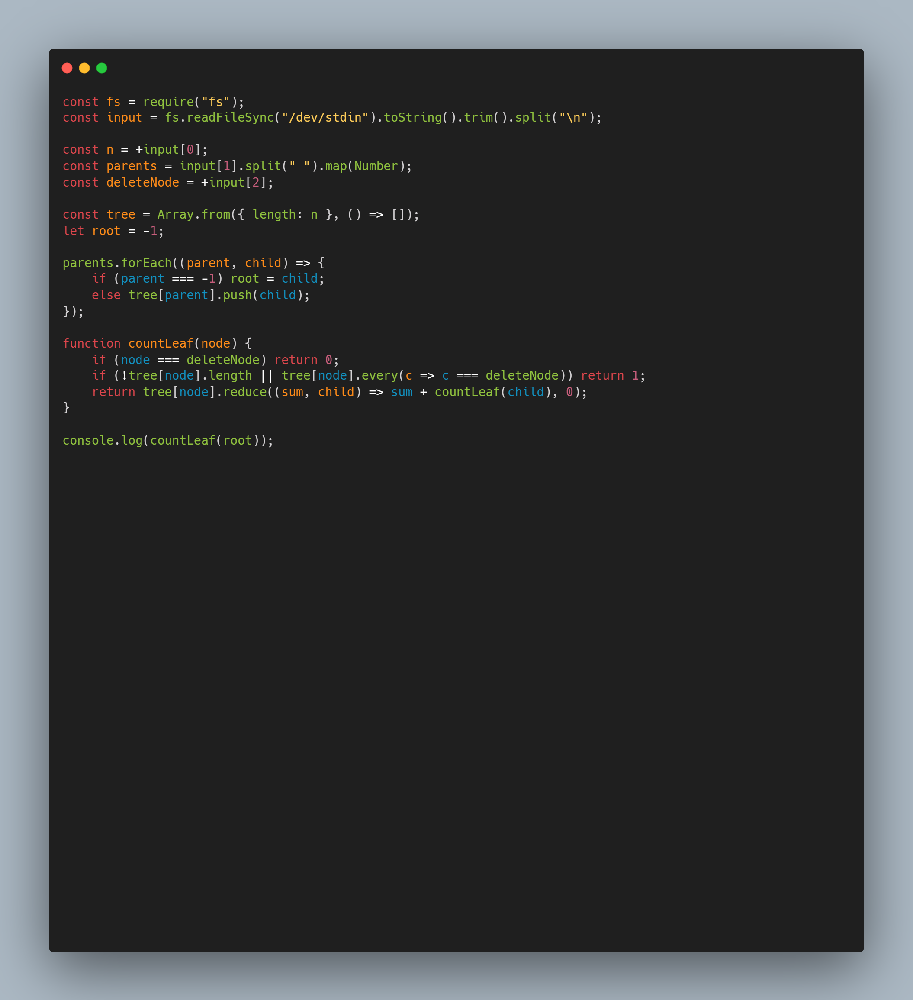 const fs = require("fs");
const input = fs.readFileSync("/dev/stdin").toString().trim().split("\n");
const n = +input[0];
const parents = input[1].split(" ").map(Number);
const deleteNode = +input[2];
const tree = Array.from({ length: n }, () => []);
let root = -1;
parents.forEach((parent, child) => {
    if (parent === -1) root = child;
    else tree[parent].push(child);
});
function countLeaf(node) {
    if (node === deleteNode) return 0;
    if (!tree[node].length || tree[node].every(c => c === deleteNode)) return 1;
    return tree[node].reduce((sum, child) => sum + countLeaf(child), 0);
}
console.log(countLeaf(root));